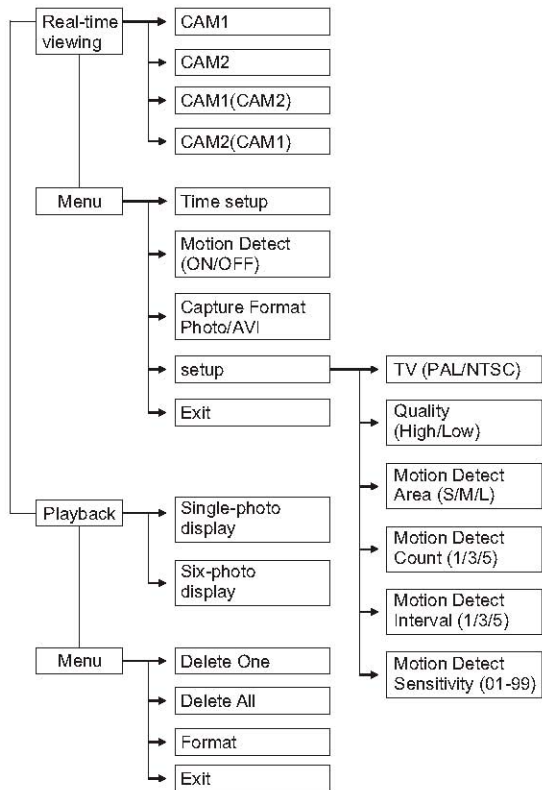 Real-time
viewing
CAM1
CAM2
CAM1(CAM2)
CAM2(CAM1)
Menu
Time setup
Motion Detect
(ON/OFF)
Capture Format
Photo/AVI
setup
Exit
TV (PAL/NTSC)
Quality
(High/Low)
Motion Detect
Area (S/M/L)
Motion Detect
Count (1/3/5)
Motion Detect
Interval (1/3/5)
Motion Detect
Sensitivity (01-99)
Playback
Single-photo
display
Six-photo
display
Menu
Delete One
Delete All
Format
Exit